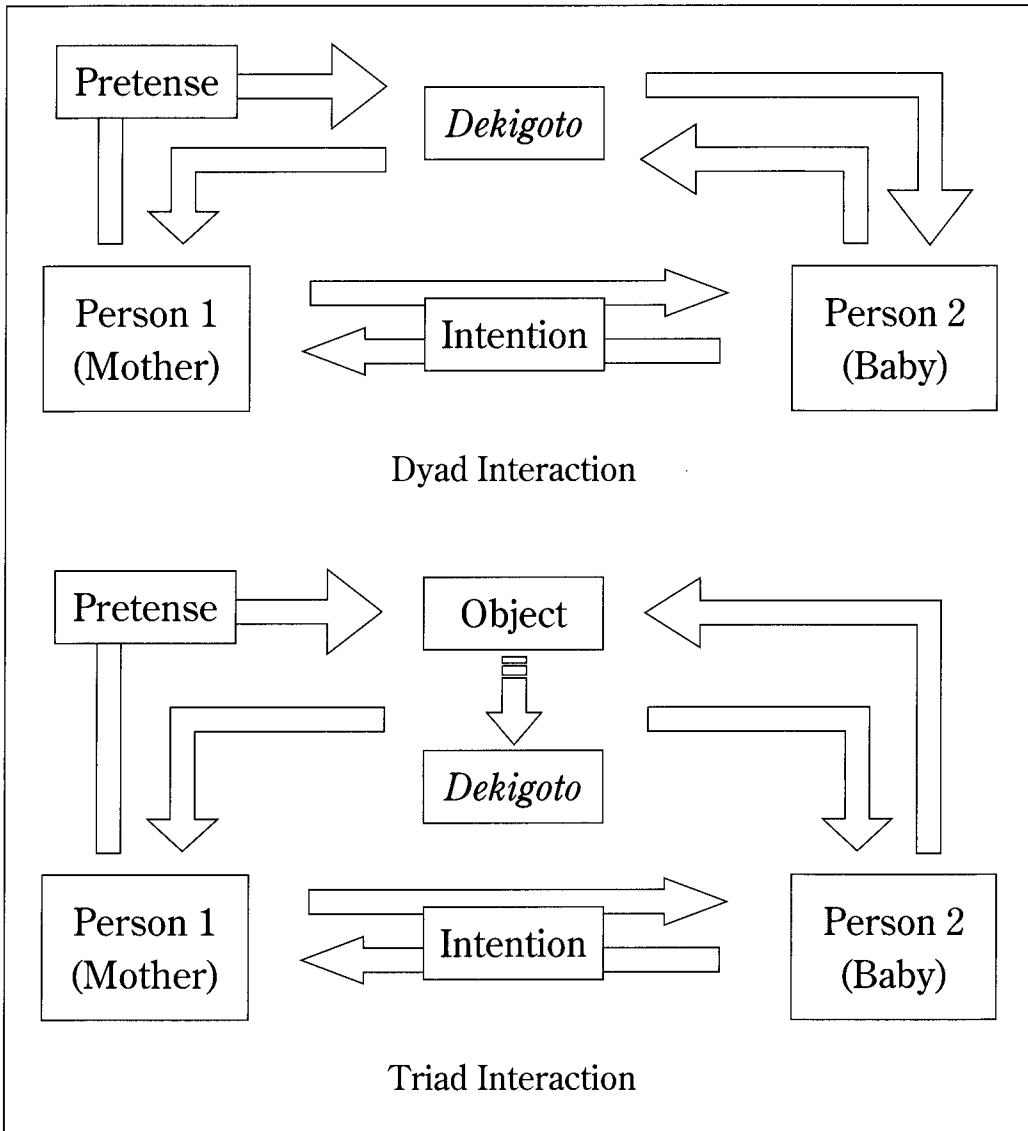 Pretense
Dekigoto
Person 1
(Mother)
Intention
Person 2
(Baby)
Dyad Interaction
Pretense
Object
Dekigoto
Person 1
(Mother)
Intention
Person 2
(Baby)
Triad Interaction